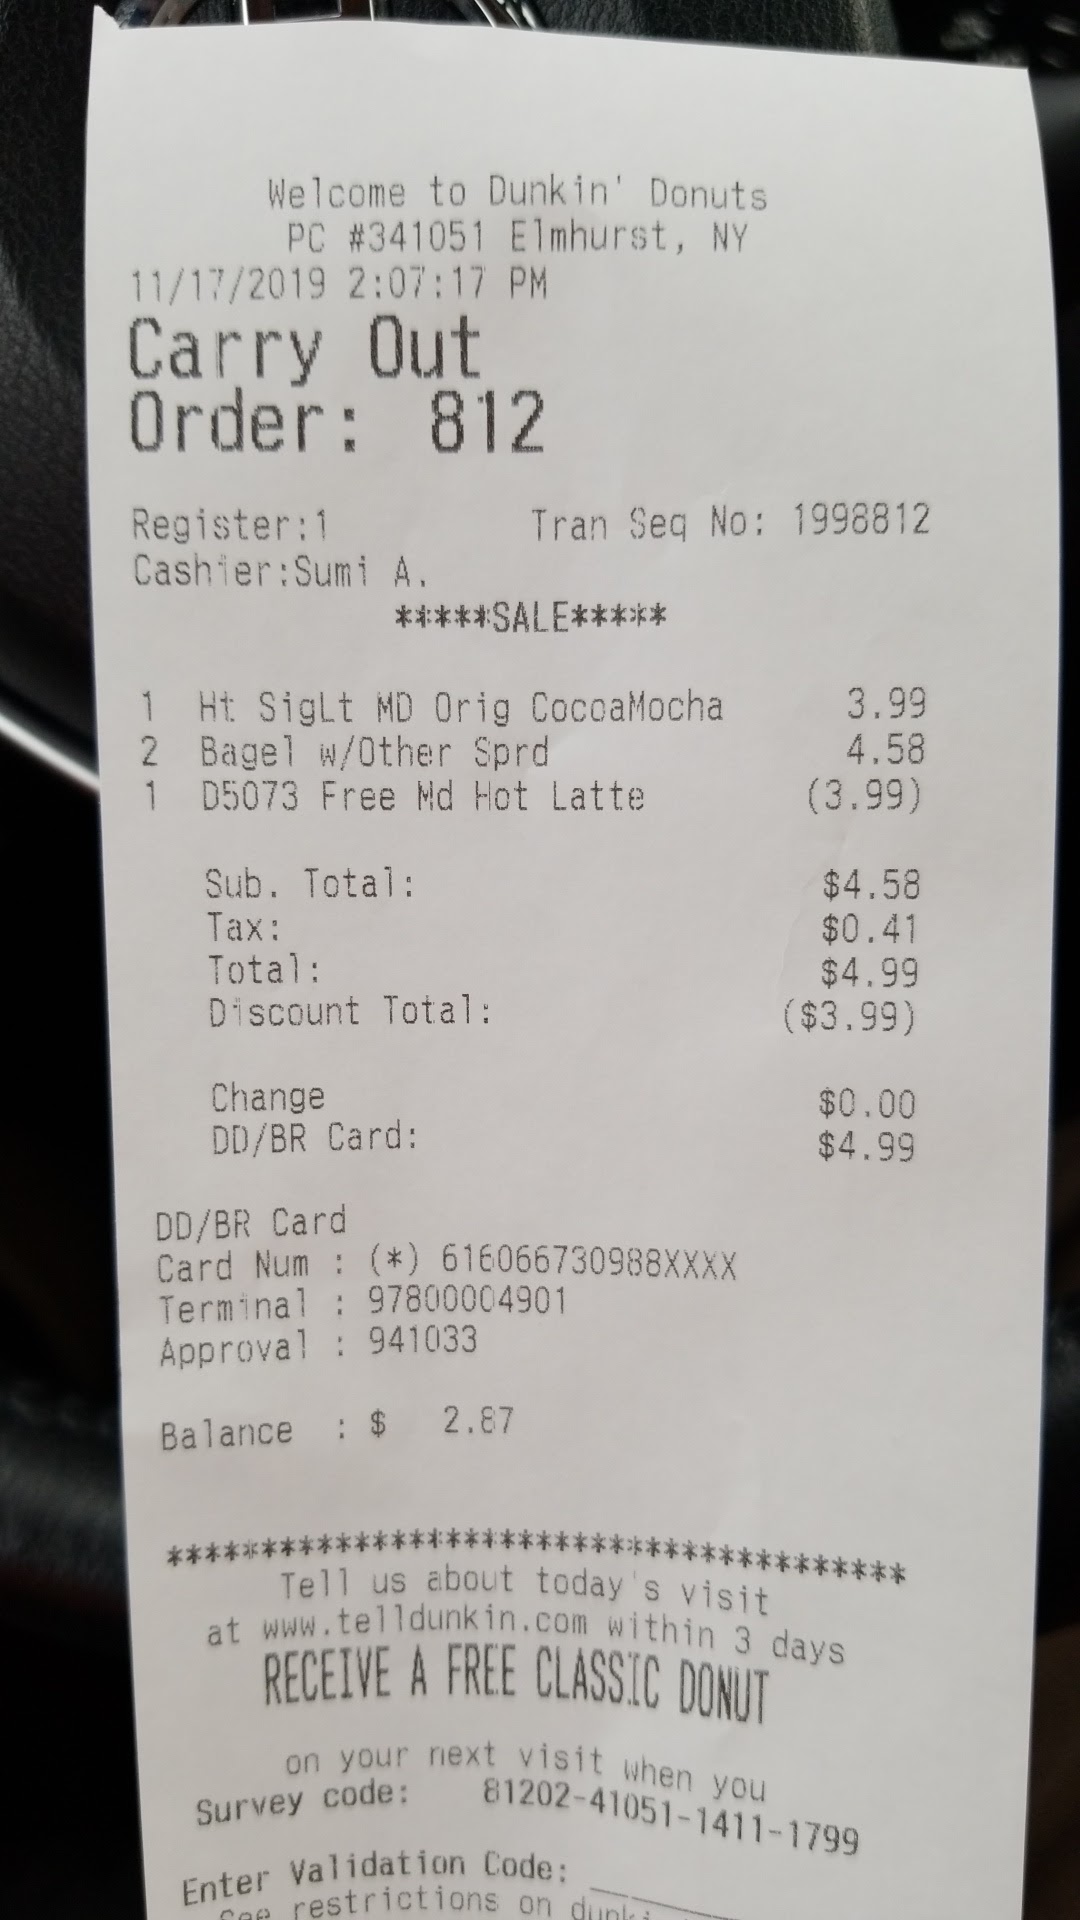 Welcome to Dunkin' Donuts
PC #341051 Elmhurst, NY
11/17/2019 2:07:17 PM
Carry Out
Order: 812
Register:1 Tran Seq No: 1998812
Cashier:Sumi A.
*****SALE*****
1 Ht SigLt MD Orig CocoaMocha 3.99
2 Bagel w/Other Sprd 4.58
1 D5073 Free Md Hot Latte (3.99)
Sub. Total: $4.58
Tax: $0.41
Total: $4.99
Discount Total: ($3.99)
Change $0.00
DD/BR Card: $4.99
DD/BR Card
Card Num : (*) 616066730988XXXX
Terminal : 97800004901
Approval : 941033
Balance : $ 2.87
*****************************************
Tell us about today's visit
at www.telldunkin.com within 3 days
RECEIVE A FREE CLASSIC DONUT
on your next visit when you
Survey code: 81202-41051-1411-1799
Enter Validation Code: ________
See restrictions on